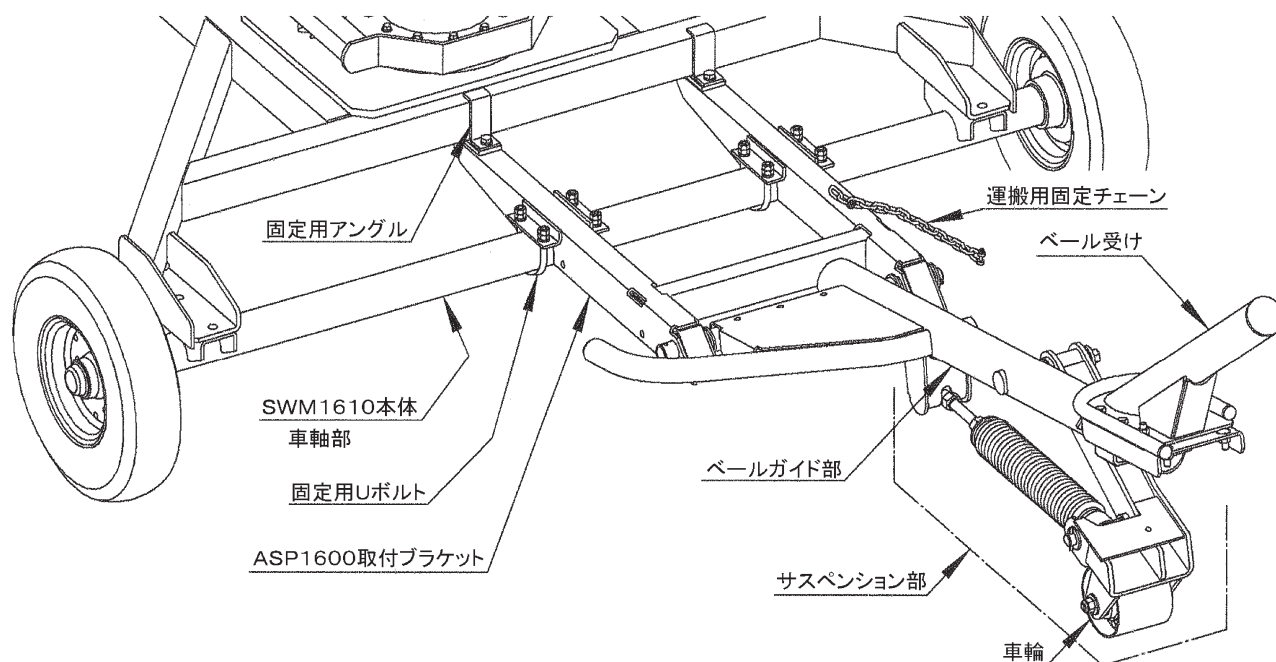 固定用アングル
運搬用固定チェーン
ベール受け
SWM1610本体
車軸部
固定用Uボルト
ベールガイド部
ASP1600取付ブラケット
サスペンション部
車輪